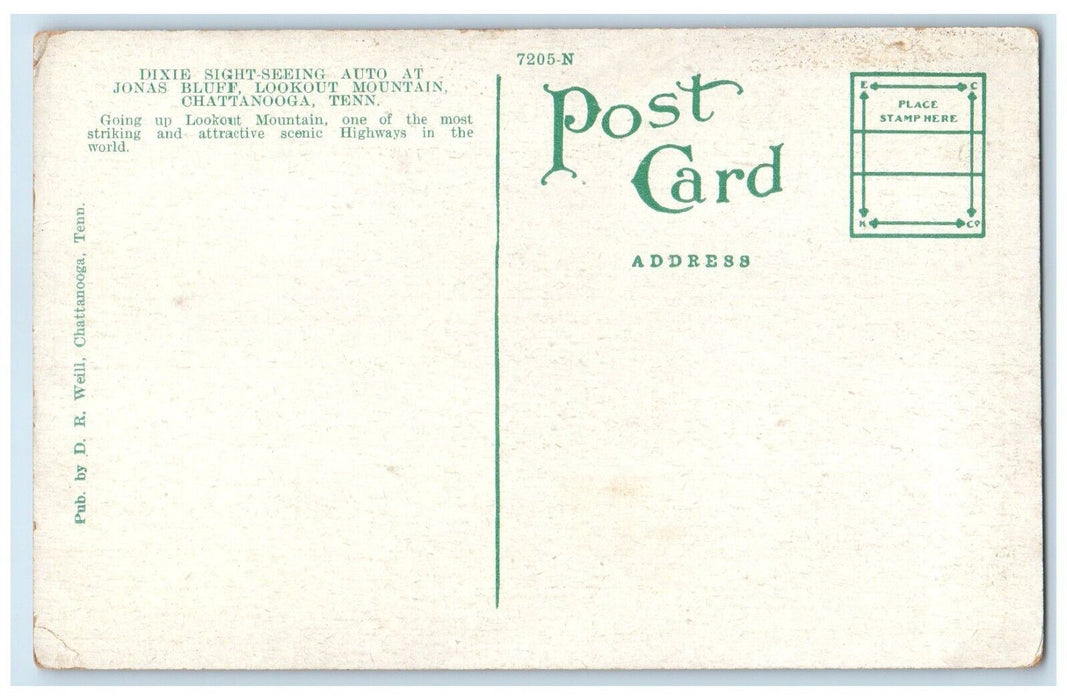 DIXIE SIGHT-SEEING AUTO AT
JONAS BLUFF, LOOKOUT MOUNTAIN,
CHATTANOOGA, TENN.
Going up Lookout Mountain, one of the most
striking and attractive scenic Highways in the
world.
Pub. by D. R. Weill, Chattanooga, Tenn.
7205-N
Post
Card
ADDRESS
E C
PLACE
STAMP HERE
K Co